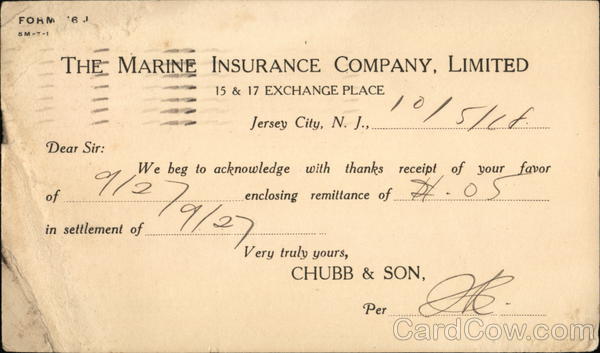 FORM 16 J
5M-7-1
THE MARINE INSURANCE COMPANY, LIMITED
15 & 17 EXCHANGE PLACE
Jersey City, N. J., 10/5/18.
Dear Sir:
We beg to acknowledge with thanks receipt of your favor
of 9/27 enclosing remittance of .05
in settlement of 9/27
Very truly yours,
CHUBB & SON,
Per
CardCow.com